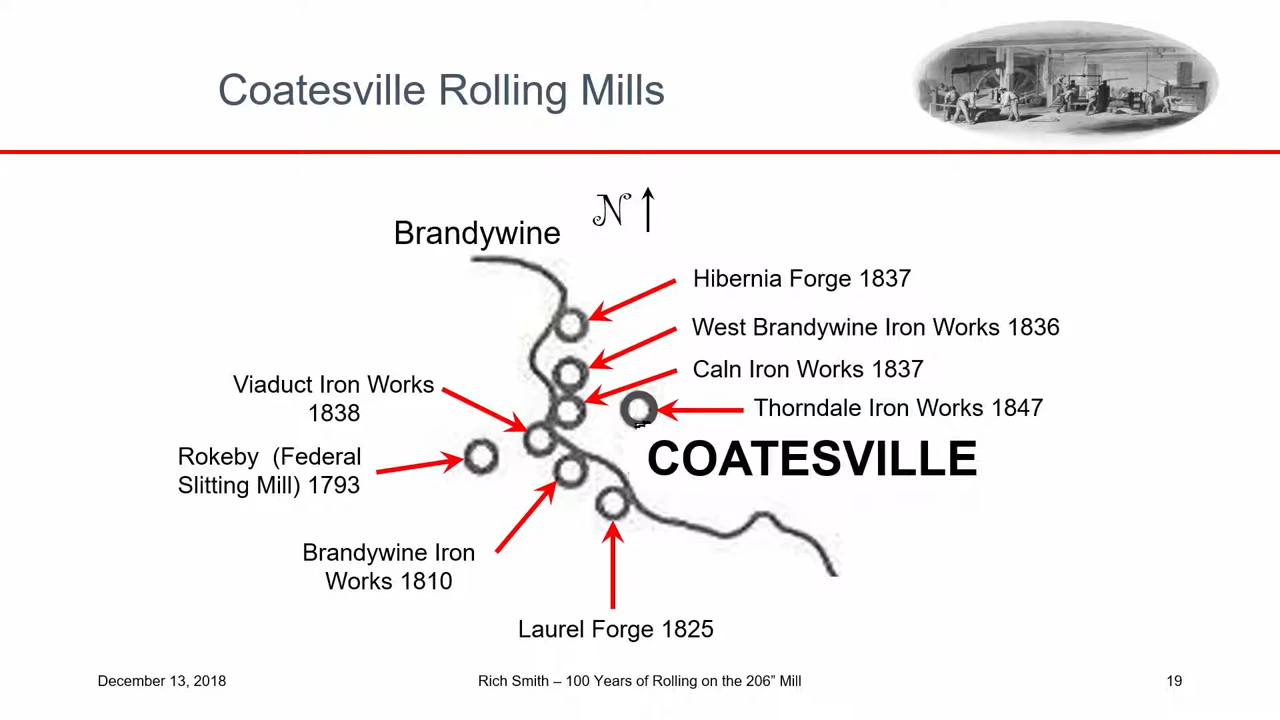 Coatesville Rolling Mills
N
Brandywine
Hibernia Forge 1837
West Brandywine Iron Works 1836
Caln Iron Works 1837
Viaduct Iron Works
1838
Thorndale Iron Works 1847
Rokeby (Federal
Slitting Mill) 1793
COATESVILLE
Brandywine Iron
Works 1810
Laurel Forge 1825
December 13, 2018
Rich Smith – 100 Years of Rolling on the 206” Mill
19